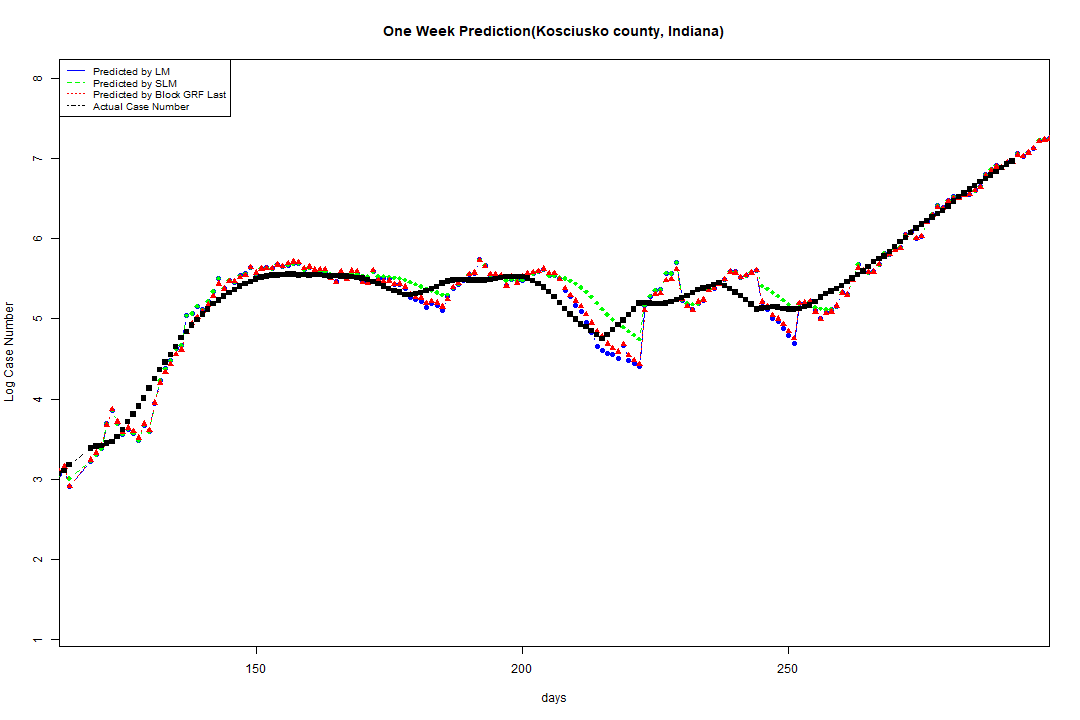 One Week Prediction(Kosciusko county, Indiana)
Predicted by LM
Predicted by SLM
Predicted by Block GRF Last
Actual Case Number
8
7
6
5
4
3
2
1
Log Case Number
150 200 250
days